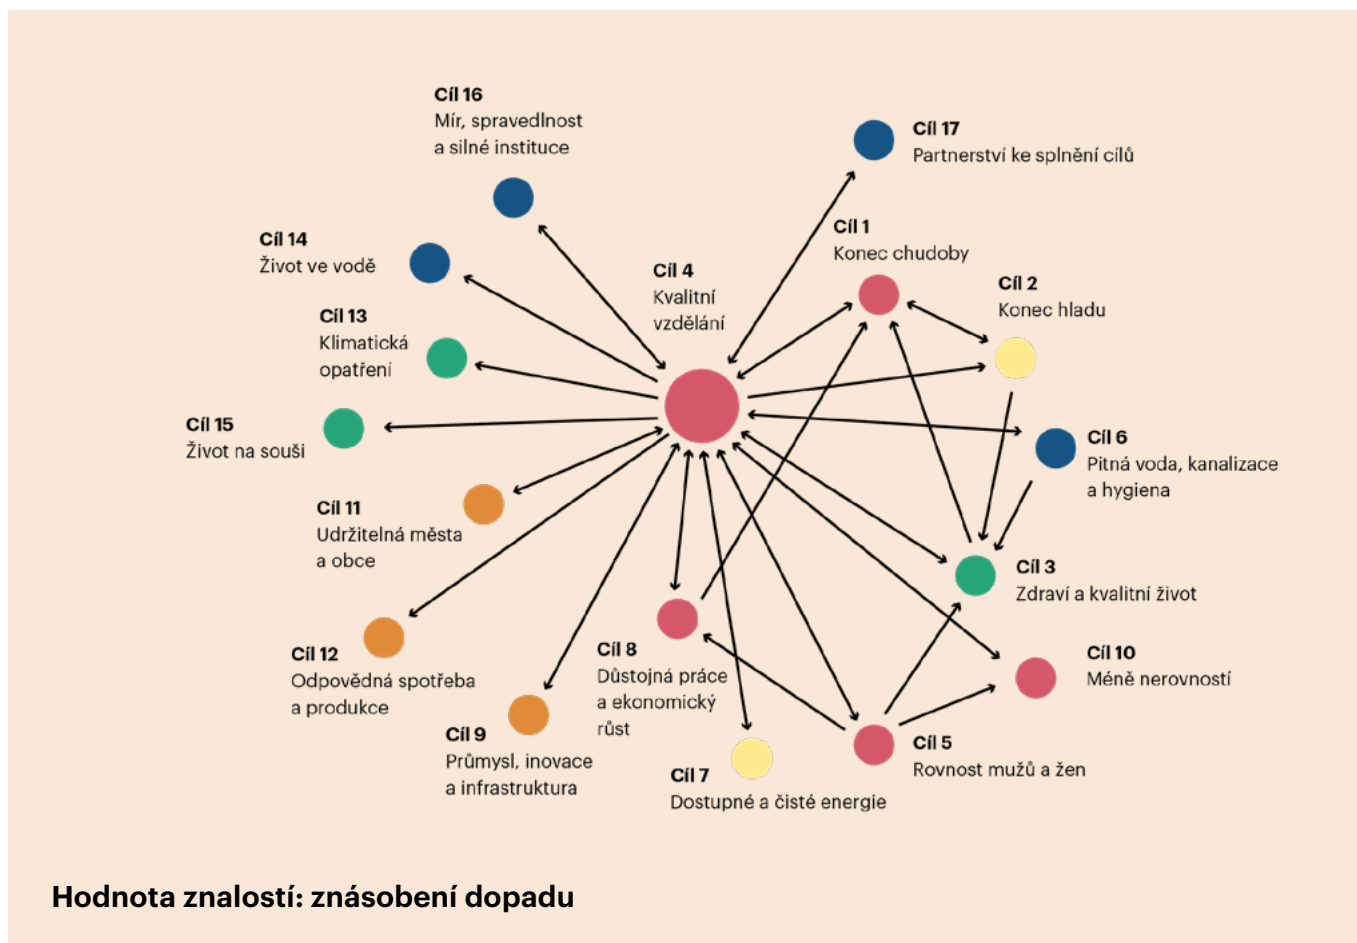 Cíl 16
Mír, spravedlnost
a silné instituce
Cíl 17
Partnerství ke splnění cílů
Cíl 14
Život ve vodě
Cíl 1
Konec chudoby
Cíl 4
Kvalitní
vzdělání
Cíl 2
Konec hladu
Cíl 13
Klimatická
opatření
Cíl 15
Život na souši
Cíl 6
Pitná voda, kanalizace
a hygiena
Cíl 11
Udržitelná města
a obce
Cíl 3
Zdraví a kvalitní život
Cíl 12
Odpovědná spotřeba
a produkce
Cíl 8
Důstojná práce
a ekonomický
růst
Cíl 10
Méně nerovností
Cíl 9
Průmysl, inovace
a infrastruktura
Cíl 5
Rovnost mužů a žen
Cíl 7
Dostupné a čisté energie
Hodnota znalostí: znásobení dopadu